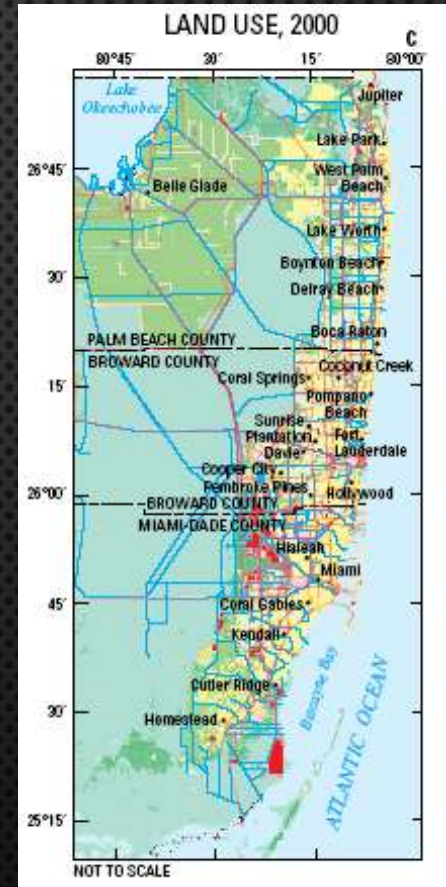 LAND USE, 2000
C
80°45'
30'
15'
80°00'
Lake
Okeechobee
Jupiter
Lake Park
26°45'
West Palm
Beach
Belle Glade
Lake Worth
30'
Boynton Beach
Delray Beach
Boca Raton
PALM BEACH COUNTY
BROWARD COUNTY
Coconut Creek
15'
Coral Springs
Pompano
Beach
Sunrise
Plantation
Fort
Lauderdale
Davie
Cooper City
Pembroke Pines
26°00'
Hollywood
BROWARD COUNTY
MIAMI-DADE COUNTY
Hialeah
Miami
45'
Coral Gables
Kendall
Cutler Ridge
Biscayne Bay
30'
Homestead
ATLANTIC OCEAN
25°15'
NOT TO SCALE